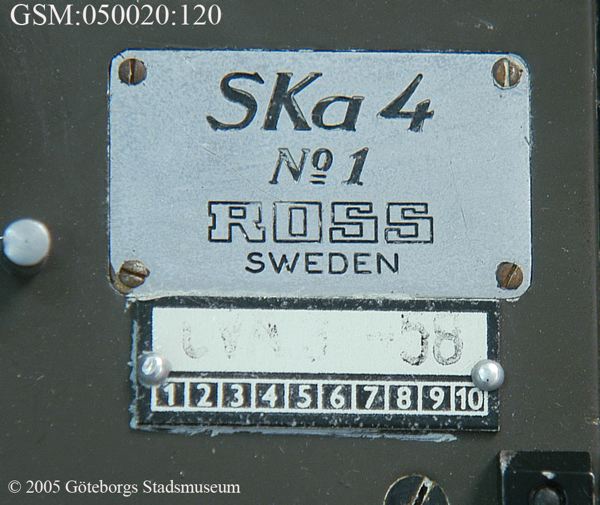 GSM:050020:120
SKa 4
Nº 1
ROSS
SWEDEN
1 2 3 4 5 6 7 8 9 10
© 2005 Göteborgs Stadsmuseum